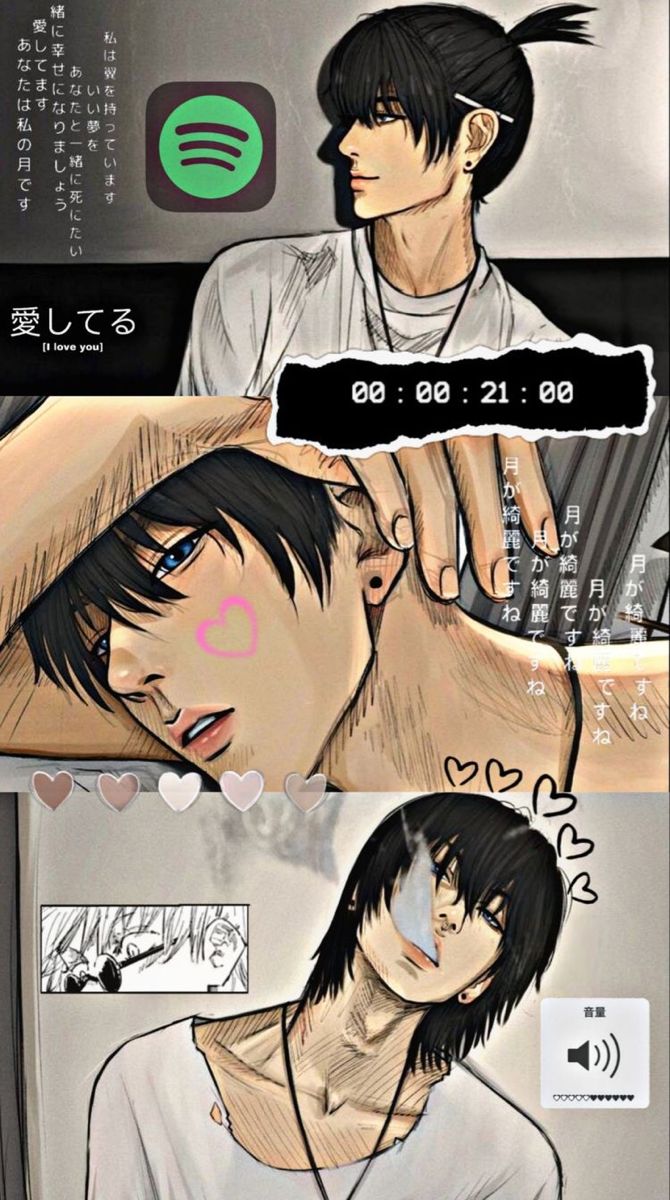 私は翼を持っています
いい夢を
あなたと一緒に死にたい
緒に幸せになりましょう
愛してます
あなたは私の月です
愛してる
[I love you]
00 : 00 : 21 : 00
月が綺麗ですね
月が綺麗ですね
月が綺麗ですね
月が綺麗ですね
月が綺麗ですね
音量